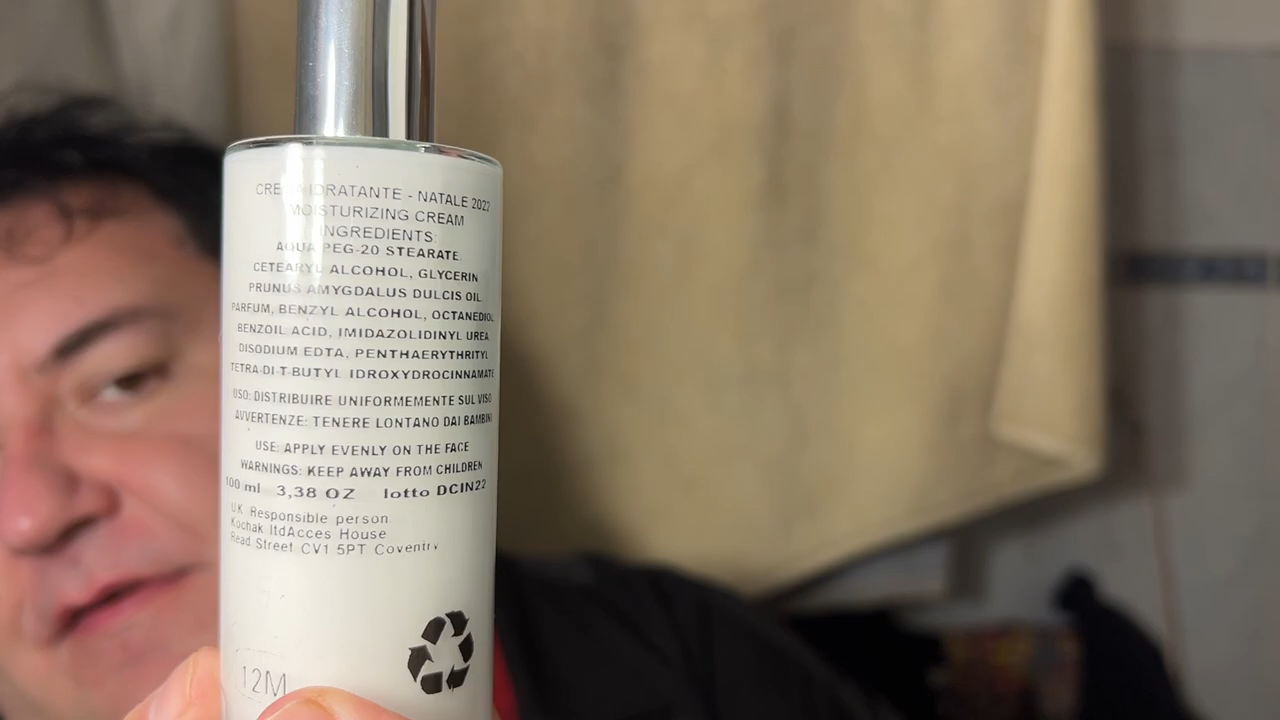 CREMA IDRATANTE - NATALE 2022
MOISTURIZING CREAM
INGREDIENTS:
AQUA PEG-20 STEARATE
CETEARYL ALCOHOL, GLYCERIN
PRUNUS AMYGDALUS DULCIS OIL
PARFUM, BENZYL ALCOHOL, OCTANEDIOL
BENZOIL ACID, IMIDAZOLIDINYL UREA
DISODIUM EDTA, PENTHAERYTHRITYL
TETRA-DI-T-BUTYL IDROXYDROCINNAMATE
USO: DISTRIBUIRE UNIFORMEMENTE SUL VISO
AVVERTENZE: TENERE LONTANO DAI BAMBINI
USE: APPLY EVENLY ON THE FACE
WARNINGS: KEEP AWAY FROM CHILDREN
100 ml 3,38 OZ lotto DCIN22
U.K. Responsible person
Kochak ltdAcces House
Read Street CV1 5PT Coventry
12M